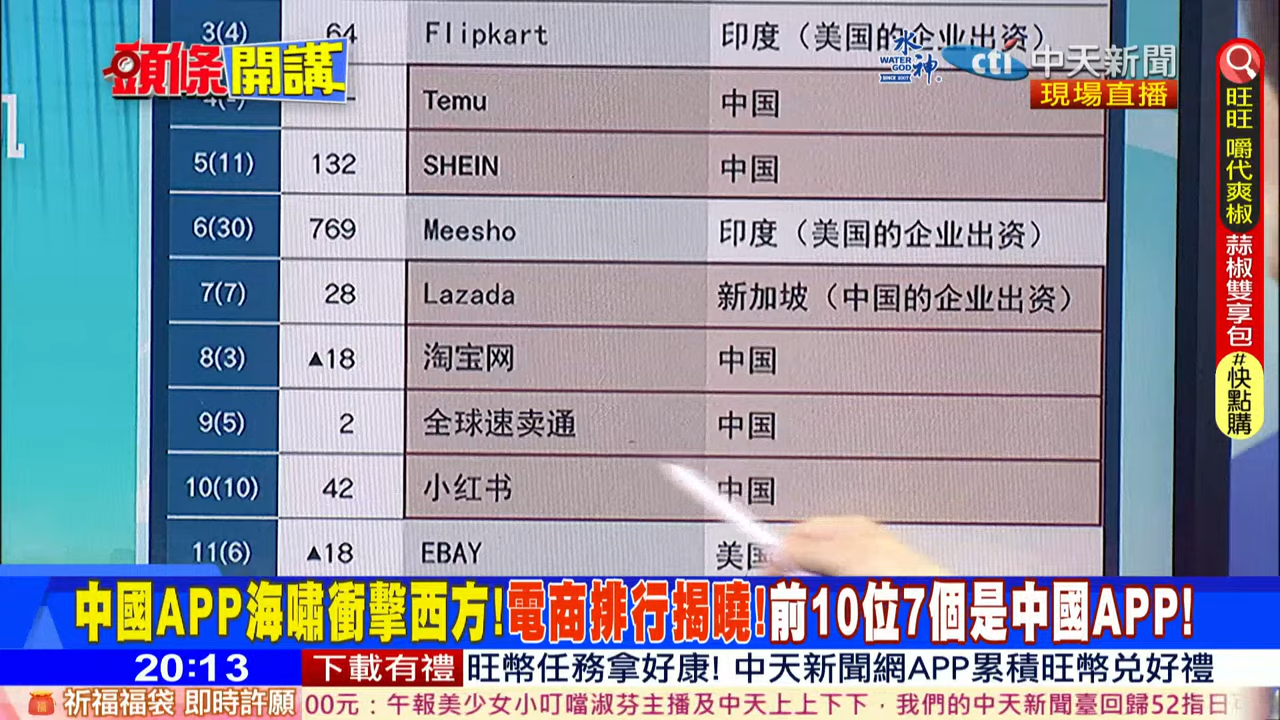 3(4) 64 Flipkart 印度（美国的企业出资）
頭條開講
水神
WATER GOD
SINCE 2007
cti 中天新聞
現場直播
Temu 中国
5(11) 132 SHEIN 中国
6(30) 769 Meesho 印度（美国的企业出资）
7(7) 28 Lazada 新加坡（中国的企业出资）
8(3) ▲18 淘宝网 中国
9(5) 2 全球速卖通 中国
10(10) 42 小红书 中国
11(6) ▲18 EBAY 美国
旺旺 嚼代爽椒 蒜椒雙享包 #快點購
中國APP海嘯衝擊西方!電商排行揭曉!前10位7個是中國APP!
20:13 下載有禮 旺幣任務拿好康! 中天新聞網APP累積旺幣兌好禮
祈福福袋 即時許願 00元：午報美少女小叮噹淑芬主播及中天上上下下，我們的中天新聞臺回歸52指日